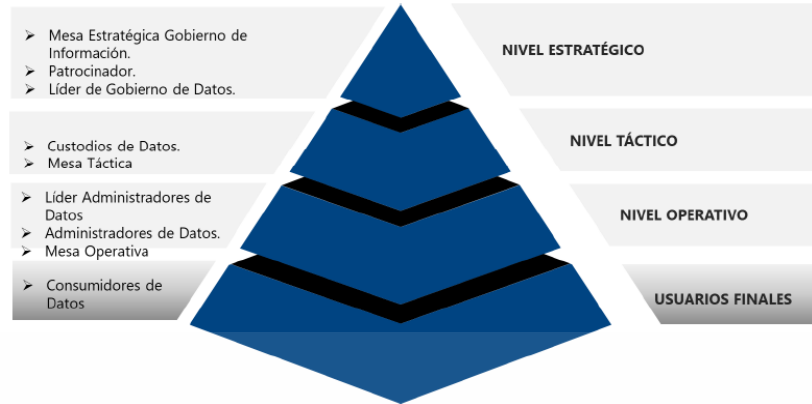 ➢ Mesa Estratégica Gobierno de
Información.
➢ Patrocinador.
➢ Líder de Gobierno de Datos.
NIVEL ESTRATÉGICO
➢ Custodios de Datos.
➢ Mesa Táctica
NIVEL TÁCTICO
➢ Líder Administradores de
Datos
➢ Administradores de Datos.
➢ Mesa Operativa
NIVEL OPERATIVO
➢ Consumidores de
Datos
USUARIOS FINALES